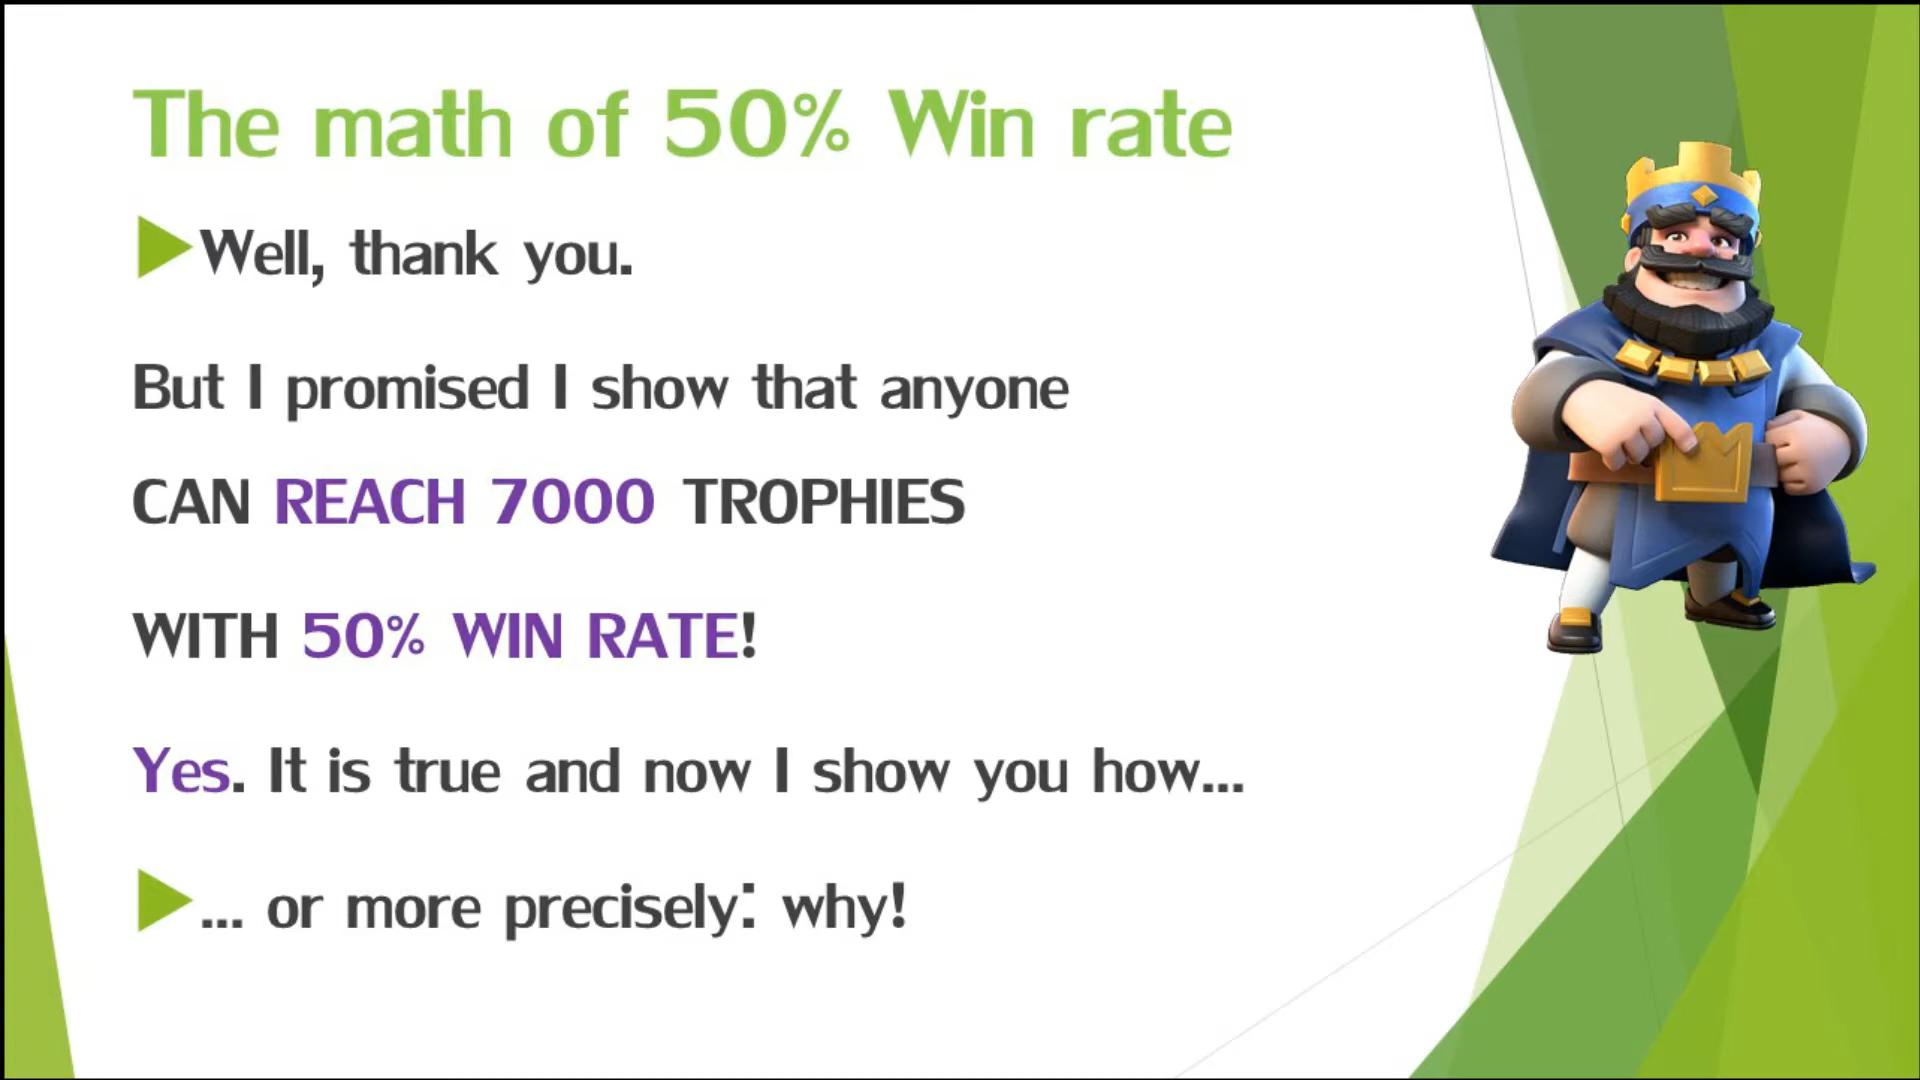 The math of 50% Win rate
Well, thank you.
But I promised I show that anyone
CAN REACH 7000 TROPHIES
WITH 50% WIN RATE!
Yes. It is true and now I show you how...
... or more precisely: why!